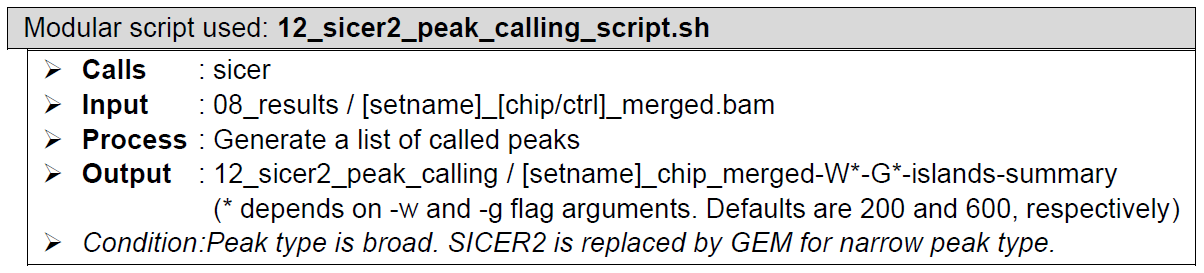 Modular script used: 12_sicer2_peak_calling_script.sh
➢ Calls : sicer
➢ Input : 08_results / [setname]_[chip/ctrl]_merged.bam
➢ Process : Generate a list of called peaks
➢ Output : 12_sicer2_peak_calling / [setname]_chip_merged-W*-G*-islands-summary
(* depends on -w and -g flag arguments. Defaults are 200 and 600, respectively)
➢ Condition:Peak type is broad. SICER2 is replaced by GEM for narrow peak type.